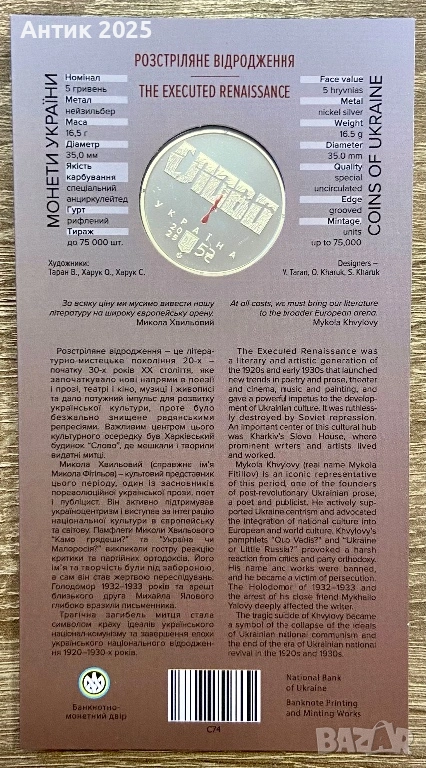 Антик 2025
РОЗСТРІЛЯНЕ ВІДРОДЖЕННЯ
THE EXECUTED RENAISSANCE
МОНЕТИ УКРАЇНИ
Номінал
5 гривень
Метал
нейзильбер
Маса
16,5 г
Діаметр
35,0 мм
Якість
карбування
спеціальний
анциркулейтед
Гурт
рифлений
Тираж
до 75 000 шт.
COINS OF UKRAINE
Face value
5 hryvnias
Metal
nickel silver
Weight
16.5 g
Diameter
35.0 mm
Quality
special
uncirculated
Edge
grooved
Mintage,
units
up to 75,000
УКРАЇНА
5
Художники:
Таран В., Харук О., Харук С.
Designers –
V. Taran, O. Kharuk, S. Kharuk
За всяку ціну ми мусимо вивести нашу
літературу на широку європейську арену.
Микола Хвильовий
At all costs, we must bring our literature
to the broader European arena.
Mykola Khvylovy
Розстріляне відродження – це літера-
турно-мистецьке покоління 20-х –
початку 30-х років ХХ століття, яке
започаткувало нові напрями в поезії
і прозі, театрі і кіно, музиці і живописі
та дало потужний імпульс для розвитку
української культури, проте було
безжально знищене радянськими
репресіями. Важливим центром цього
культурного осередку був Харківський
будинок "Слово", де мешкали і творили
видатні митці.
Микола Хвильовий (справжнє ім'я
Микола Фітільов) – культовий представник
цього періоду, один із засновників
пореволюційної української прози, поет
і публіцист. Він активно підтримував
україноцентризм і виступав за інтеграцію
національної культури в європейську
та світову. Памфлети Миколи Хвильового
"Камо грядеши?" та "Україна чи
Малоросія?" викликали гостру реакцію
критики та партійних ортодоксів. Його
ім'я та творчість були під забороною,
а сам він став жертвою переслідувань.
Голодомор 1932–1933 років та арешт
близького друга Михайла Ялового
глибоко вразили письменника.
Трагічна загибель митця стала
символом краху ідеалів українського
націонал-комунізму та завершення епохи
українського національного відроджен-
ня 1920–1930-х років.
The Executed Renaissance was
a literary and artistic generation of
the 1920s and early 1930s that launched
new trends in poetry and prose, theater
and cinema, music and painting, and
gave a powerful impetus to the develop-
ment of Ukrainian culture. It was ruthless-
ly destroyed by Soviet repression.
An important center of this cultural hub
was Kharkiv's Slovo House, where
prominent writers and artists lived
and worked.
Mykola Khvylovy (real name Mykola
Fitilov) is an iconic representative
of this period, one of the founders
of post-revolutionary Ukrainian prose,
a poet and publicist. He actively sup-
ported Ukraine centrism and advocated
the integration of national culture into
European and world culture. Khvylovy's
pamphlets "Quo Vadis?" and "Ukraine
or Little Russia?" provoked a harsh
reaction from critics and party orthodoxy.
His name and works were banned,
and he became a victim of persecution.
The Holodomor of 1932–1933 and
the arrest of his close friend Mykhailo
Yalovy deeply affected the writer.
The tragic suicide of Khvylovy became
a symbol of the collapse of the ideals
of Ukrainian national communism and
the end of the era of Ukrainian national
revival in the 1920s and 1930s.
Банкнотно-
монетний двір
С74
National Bank
of Ukraine
Banknote Printing
and Minting Works
BAZAR